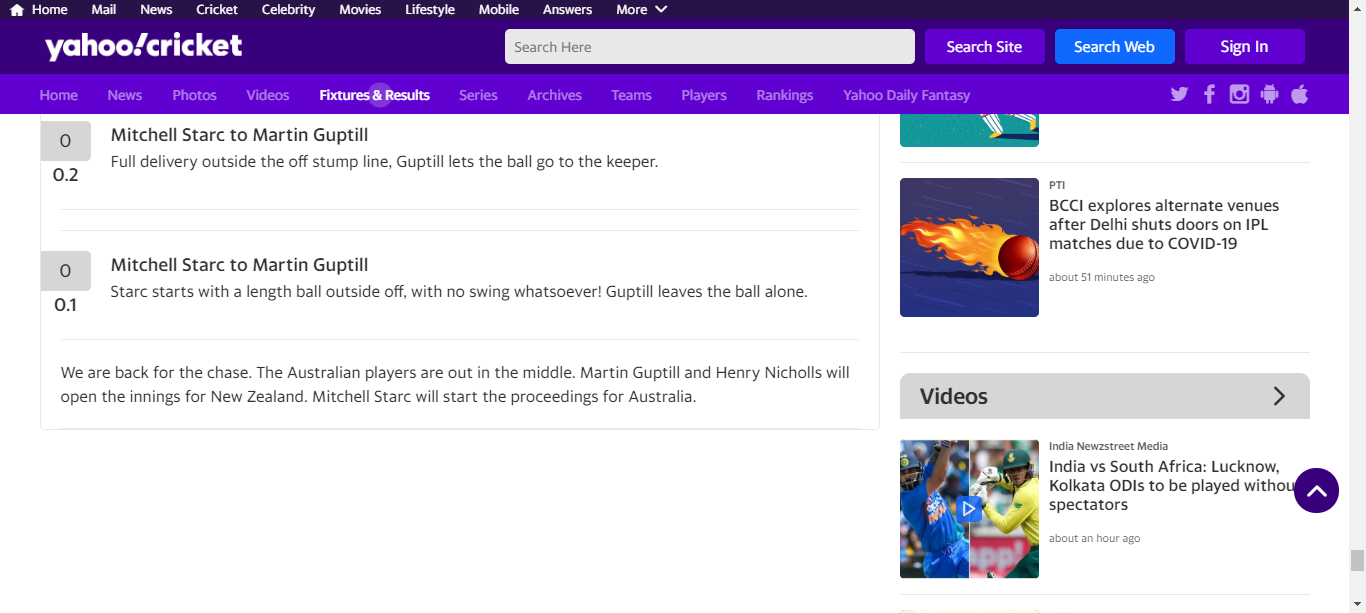 Home Mail News Cricket Celebrity Movies Lifestyle Mobile Answers More
yahoo!cricket
Search Here
Search Site
Search Web
Sign In
Home News Photos Videos Fixtures & Results Series Archives Teams Players Rankings Yahoo Daily Fantasy
0
0.2
Mitchell Starc to Martin Guptill
Full delivery outside the off stump line, Guptill lets the ball go to the keeper.
0
0.1
Mitchell Starc to Martin Guptill
Starc starts with a length ball outside off, with no swing whatsoever! Guptill leaves the ball alone.
We are back for the chase. The Australian players are out in the middle. Martin Guptill and Henry Nicholls will
open the innings for New Zealand. Mitchell Starc will start the proceedings for Australia.
PTI
BCCI explores alternate venues
after Delhi shuts doors on IPL
matches due to COVID-19
about 51 minutes ago
Videos
India Newzstreet Media
India vs South Africa: Lucknow,
Kolkata ODIs to be played withou
spectators
about an hour ago